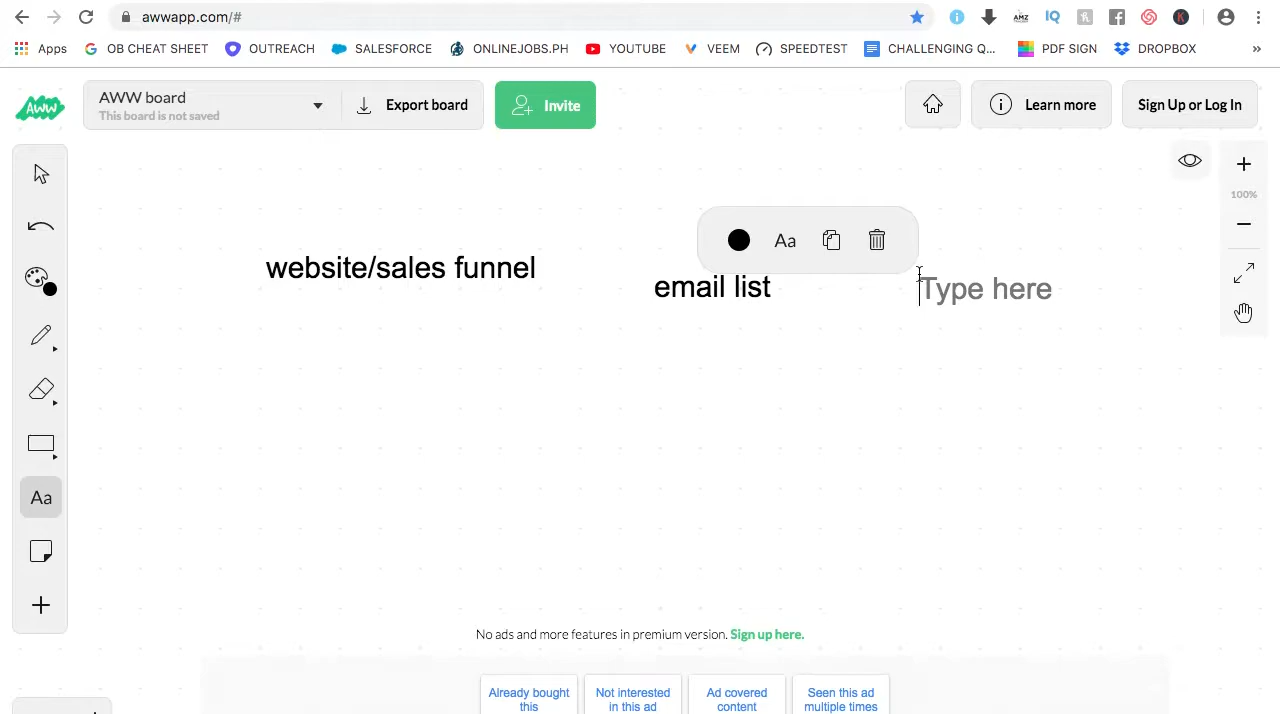 awwapp.com/#
Apps
OB CHEAT SHEET
OUTREACH
SALESFORCE
ONLINEJOBS.PH
YOUTUBE
VEEM
SPEEDTEST
CHALLENGING Q...
PDF SIGN
DROPBOX
»
AWW
AWW board
This board is not saved
Export board
Invite
Learn more
Sign Up or Log In
100%
Aa
website/sales funnel
email list
Type here
Aa
No ads and more features in premium version. Sign up here.
Already bought
this
Not interested
in this ad
Ad covered
content
Seen this ad
multiple times
AMZ
IQ